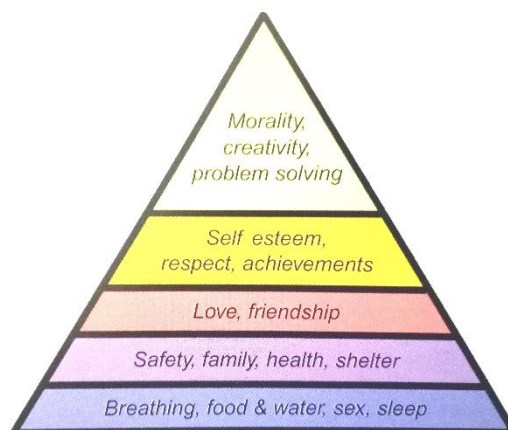 Morality,
creativity,
problem solving
Self esteem,
respect, achievements
Love, friendship
Safety, family, health, shelter
Breathing, food & water, sex, sleep